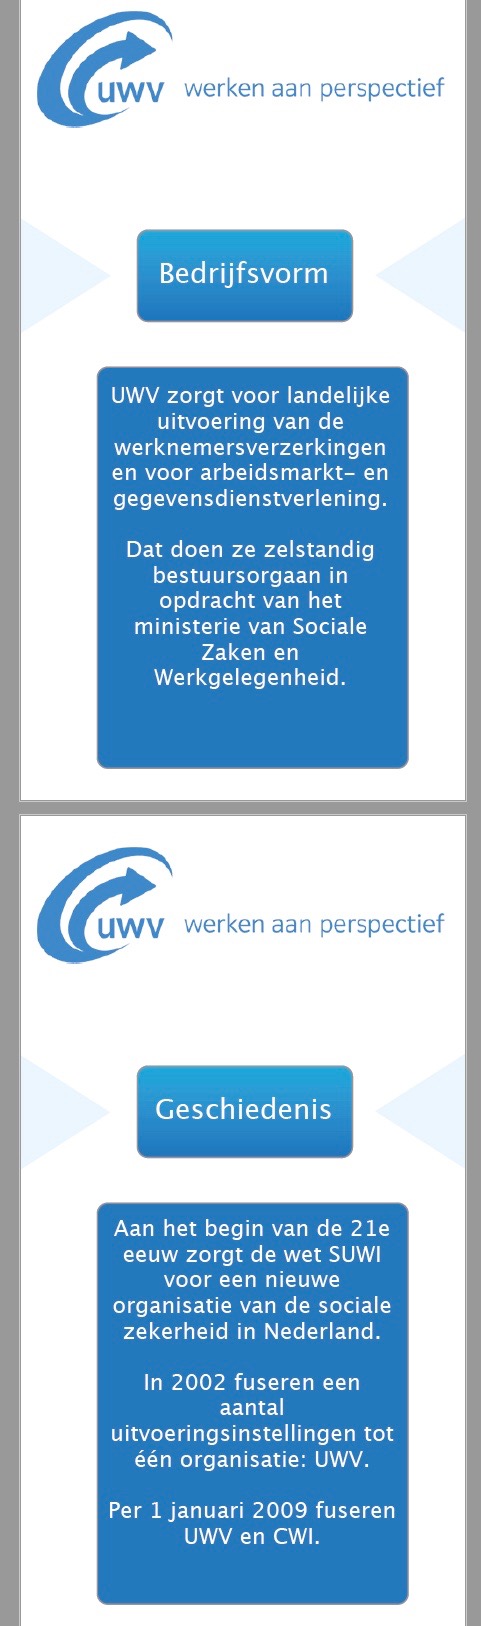 UWV werken aan perspectief
Bedrijfsvorm
UWV zorgt voor landelijke
uitvoering van de
werknemersverzerkingen
en voor arbeidsmarkt- en
gegevensdienstverlening.
Dat doen ze zelstandig
bestuursorgaan in
opdracht van het
ministerie van Sociale
Zaken en
Werkgelegenheid.
UWV werken aan perspectief
Geschiedenis
Aan het begin van de 21e
eeuw zorgt de wet SUWI
voor een nieuwe
organisatie van de sociale
zekerheid in Nederland.
In 2002 fuseren een
aantal
uitvoeringsinstellingen tot
één organisatie: UWV.
Per 1 januari 2009 fuseren
UWV en CWI.